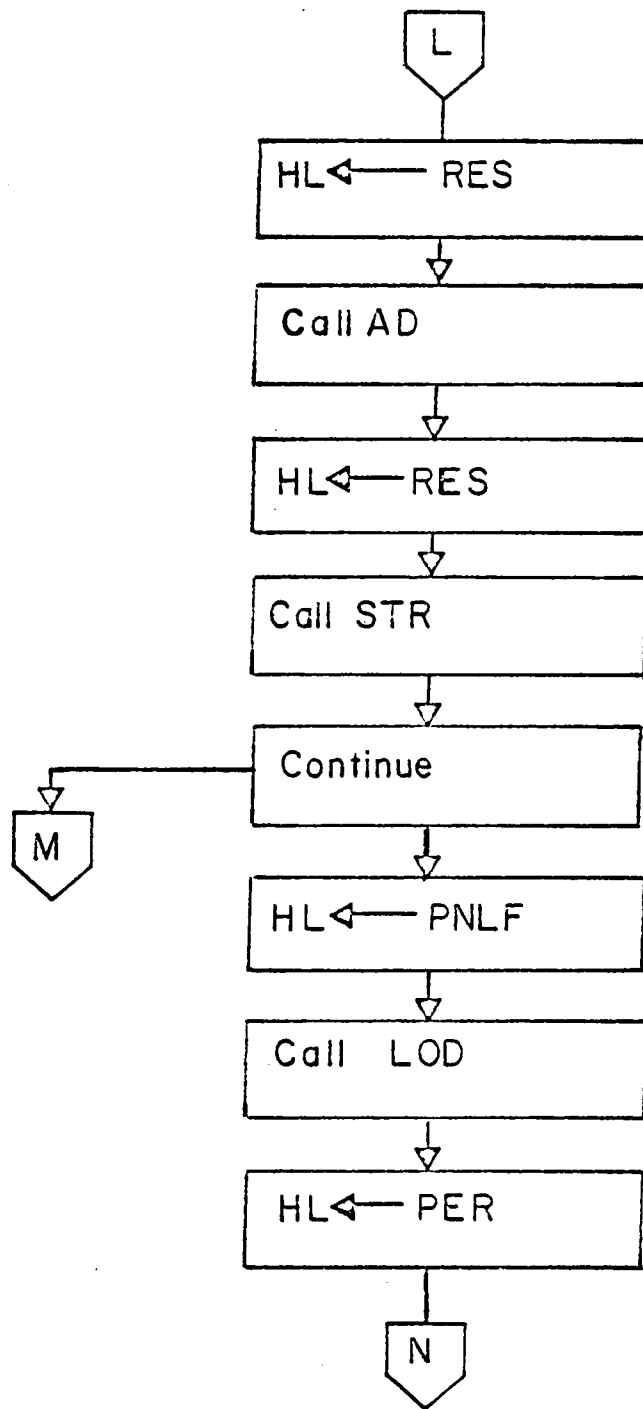 L
HL ← RES
Call AD
HL ← RES
Call STR
Continue
M
HL ← PNLF
Call LOD
HL ← PER
N